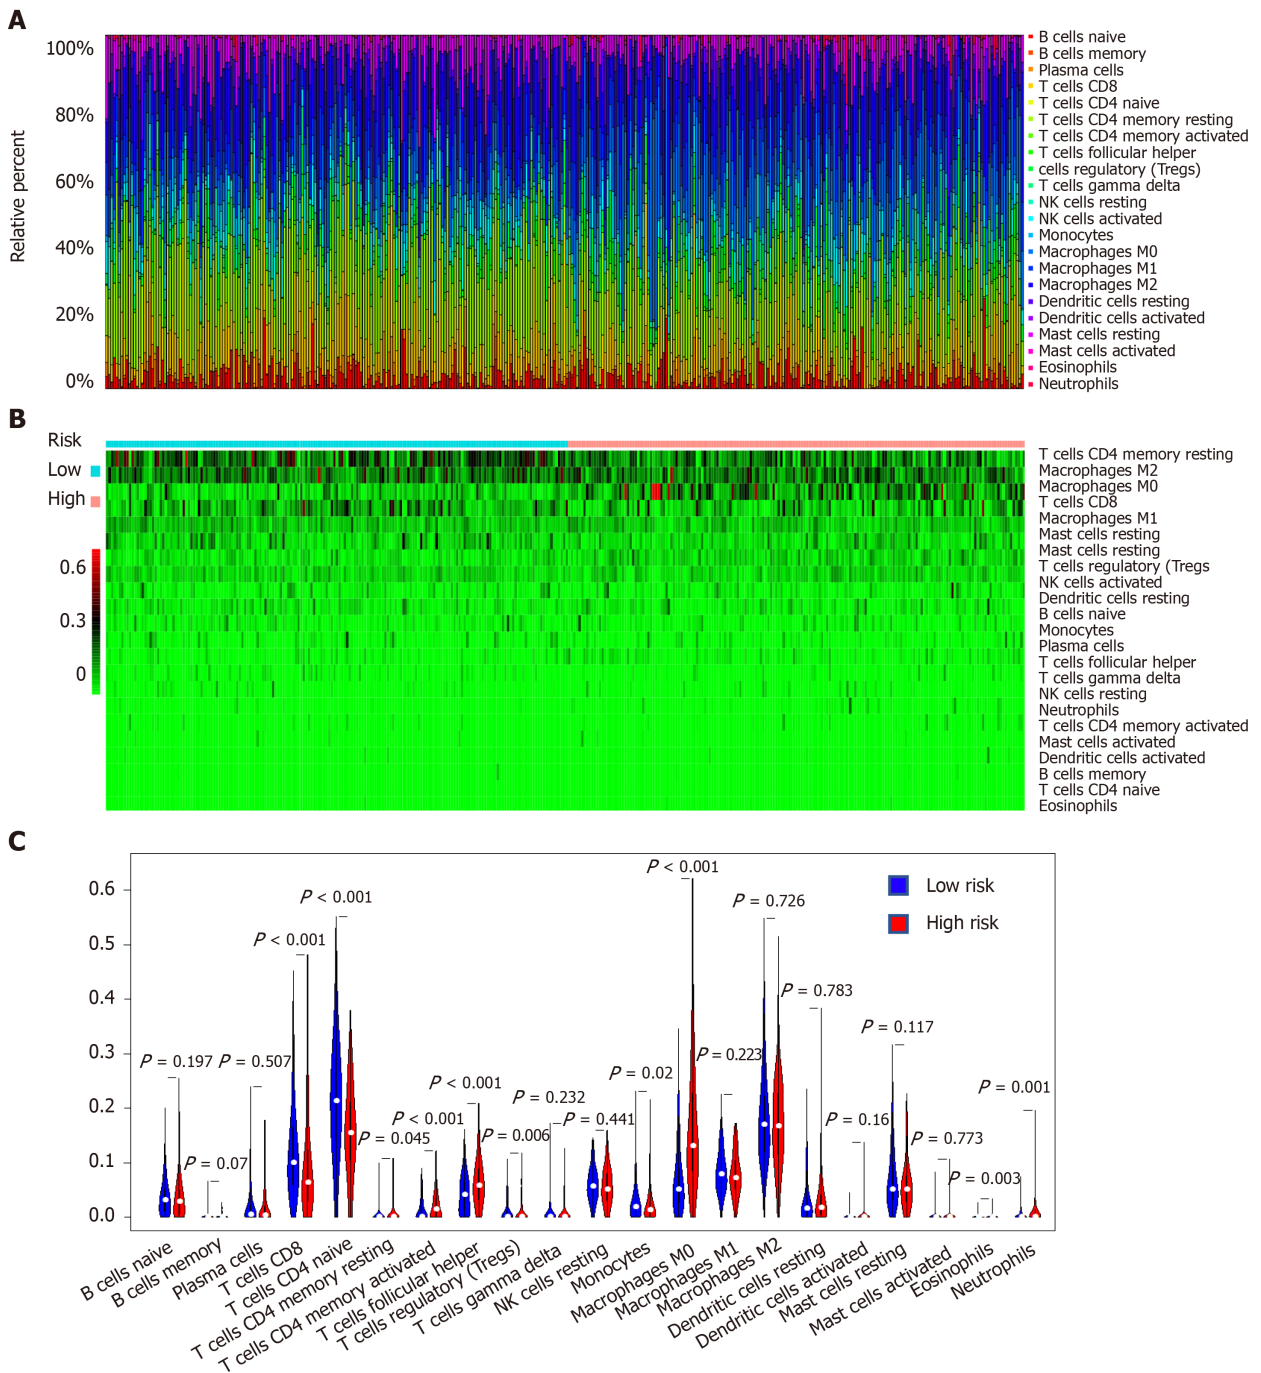 A
100%
80%
60%
40%
20%
0%
Relative percent
B cells naive
B cells memory
Plasma cells
T cells CD8
T cells CD4 naive
T cells CD4 memory resting
T cells CD4 memory activated
T cells follicular helper
cells regulatory (Tregs)
T cells gamma delta
NK cells resting
NK cells activated
Monocytes
Macrophages M0
Macrophages M1
Macrophages M2
Dendritic cells resting
Dendritic cells activated
Mast cells resting
Mast cells activated
Eosinophils
Neutrophils
B
Risk
Low
High
0.6
0.3
0
T cells CD4 memory resting
Macrophages M2
Macrophages M0
T cells CD8
Macrophages M1
Mast cells resting
Mast cells resting
T cells regulatory (Tregs
NK cells activated
Dendritic cells resting
B cells naive
Monocytes
Plasma cells
T cells follicular helper
T cells gamma delta
NK cells resting
Neutrophils
T cells CD4 memory activated
Mast cells activated
Dendritic cells activated
B cells memory
T cells CD4 naive
Eosinophils
C
0.6
0.5
0.4
0.3
0.2
0.1
0.0
Low risk
High risk
P = 0.197
P = 0.07
P = 0.507
P < 0.001
P < 0.001
P = 0.045
P < 0.001
P < 0.001
P = 0.006
P = 0.232
P = 0.441
P = 0.02
P < 0.001
P = 0.223
P = 0.726
P = 0.783
P = 0.16
P = 0.117
P = 0.773
P = 0.003
P = 0.001
B cells naive
B cells memory
Plasma cells
T cells CD8
T cells CD4 naive
T cells CD4 memory resting
T cells CD4 memory activated
T cells follicular helper
T cells regulatory (Tregs)
T cells gamma delta
NK cells resting
Monocytes
Macrophages M0
Macrophages M1
Macrophages M2
Dendritic cells resting
Dendritic cells activated
Mast cells resting
Mast cells activated
Eosinophils
Neutrophils